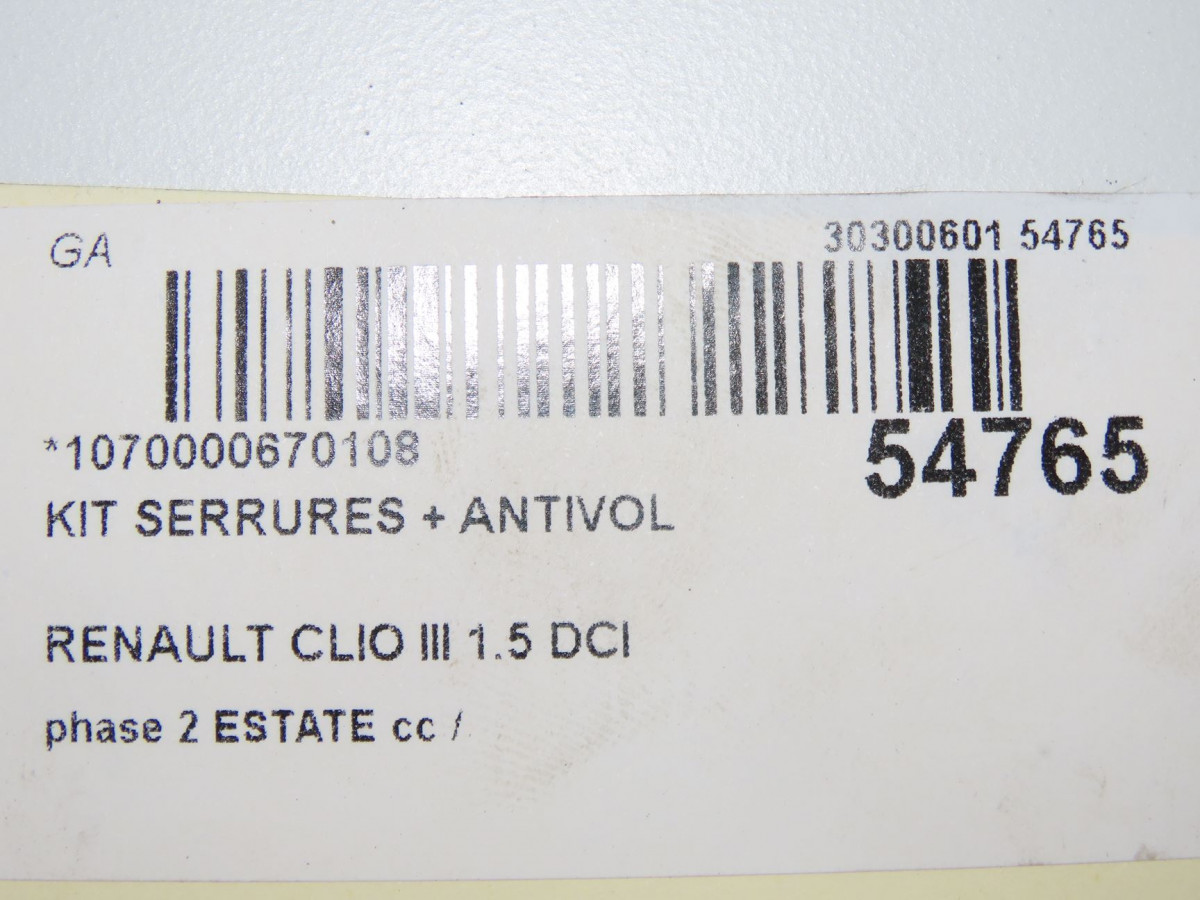 GA
30300601 54765
*1070000670108
54765
KIT SERRURES + ANTIVOL
RENAULT CLIO III 1.5 DCI
phase 2 ESTATE cc /